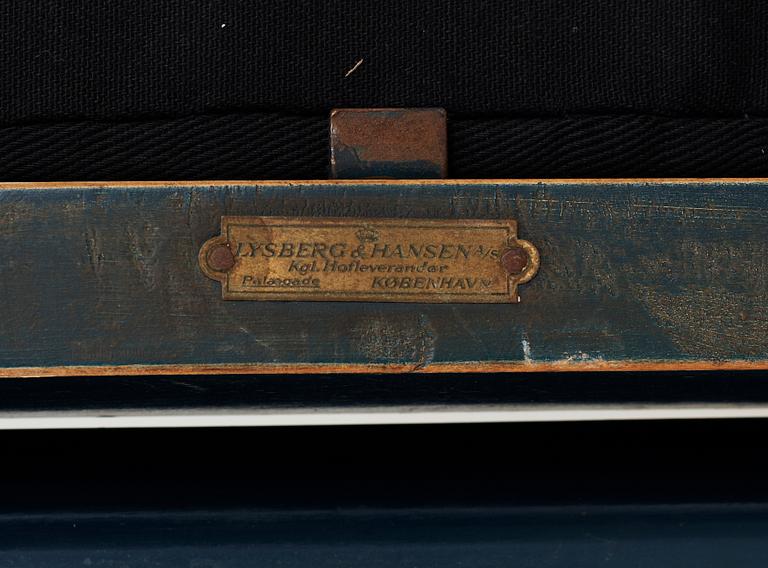 LYSBERG & HANSEN A/S
Kgl. Hofleverandør
Palægade KØBENHAVN